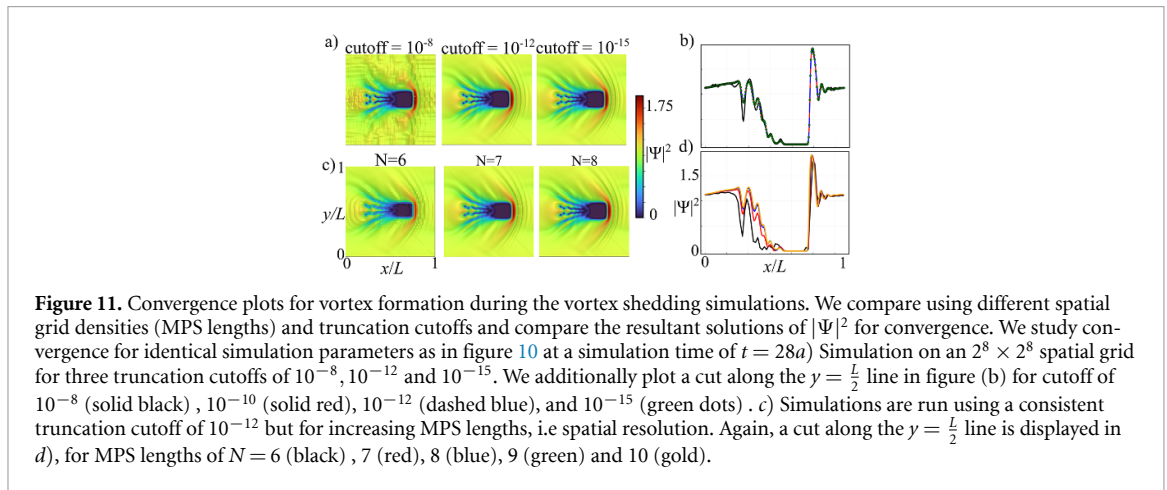 a)
cutoff = 10⁻⁸ cutoff = 10⁻¹² cutoff = 10⁻¹⁵
b)
1.75
|Ψ|²
0
c) 1 N=6 N=7 N=8
y/L
0
0 x/L 1
d)
1.5
|Ψ|²
0
0 x/L 1
Figure 11. Convergence plots for vortex formation during the vortex shedding simulations. We compare using different spatial
grid densities (MPS lengths) and truncation cutoffs and compare the resultant solutions of |Ψ|² for convergence. We study con-
vergence for identical simulation parameters as in figure 10 at a simulation time of t = 28a) Simulation on an 2⁸ × 2⁸ spatial grid
for three truncation cutoffs of 10⁻⁸, 10⁻¹² and 10⁻¹⁵. We additionally plot a cut along the y = L/2 line in figure (b) for cutoff of
10⁻⁸ (solid black) , 10⁻¹⁰ (solid red), 10⁻¹² (dashed blue), and 10⁻¹⁵ (green dots) . c) Simulations are run using a consistent
truncation cutoff of 10⁻¹² but for increasing MPS lengths, i.e spatial resolution. Again, a cut along the y = L/2 line is displayed in
d), for MPS lengths of N = 6 (black) , 7 (red), 8 (blue), 9 (green) and 10 (gold).